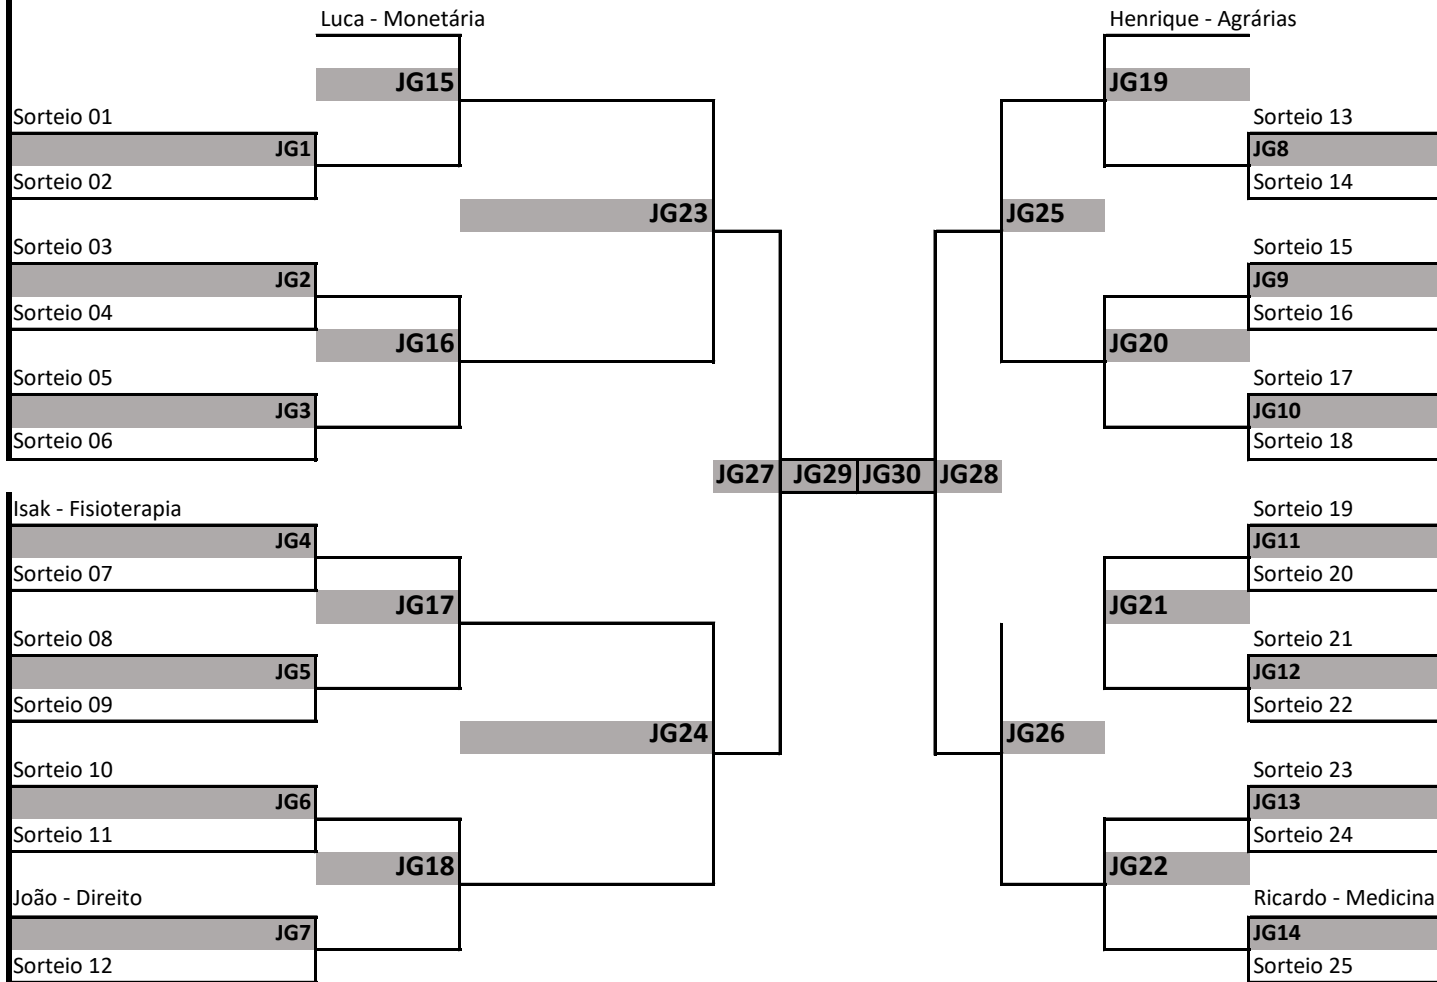 Luca - Monetária
Henrique - Agrárias
JG15
JG19
Sorteio 01
Sorteio 13
JG1
JG8
Sorteio 02
Sorteio 14
JG23
JG25
Sorteio 03
Sorteio 15
JG2
JG9
Sorteio 04
Sorteio 16
JG16
JG20
Sorteio 05
Sorteio 17
JG3
JG10
Sorteio 06
Sorteio 18
JG27 JG29 JG30 JG28
Isak - Fisioterapia
Sorteio 19
JG4
JG11
Sorteio 07
Sorteio 20
JG17
JG21
Sorteio 08
Sorteio 21
JG5
JG12
Sorteio 09
Sorteio 22
JG24
JG26
Sorteio 10
Sorteio 23
JG6
JG13
Sorteio 11
Sorteio 24
JG18
JG22
João - Direito
Ricardo - Medicina
JG7
JG14
Sorteio 12
Sorteio 25